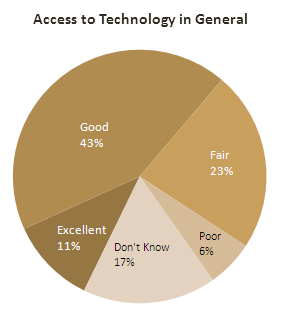 Access to Technology in General
Good
43%
Fair
23%
Poor
6%
Don't Know
17%
Excellent
11%